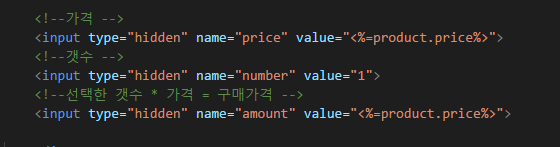 <!--가격 -->
<input type="hidden" name="price" value="<%=product.price%>">
<!--갯수 -->
<input type="hidden" name="number" value="1">
<!--선택한 갯수 * 가격 = 구매가격 -->
<input type="hidden" name="amount" value="<%=product.price%>">